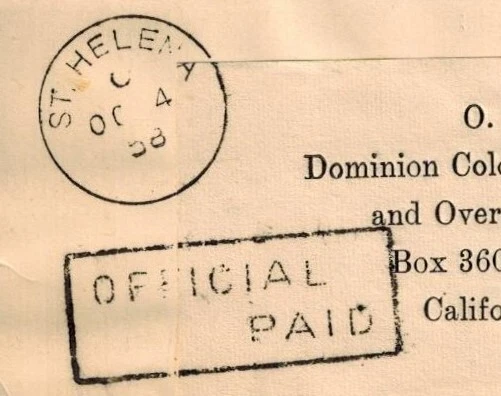 ST. HELENA
C
OC 4
58
O.
Dominion Colo
and Over
Box 360
Califo
OFFICIAL
PAID